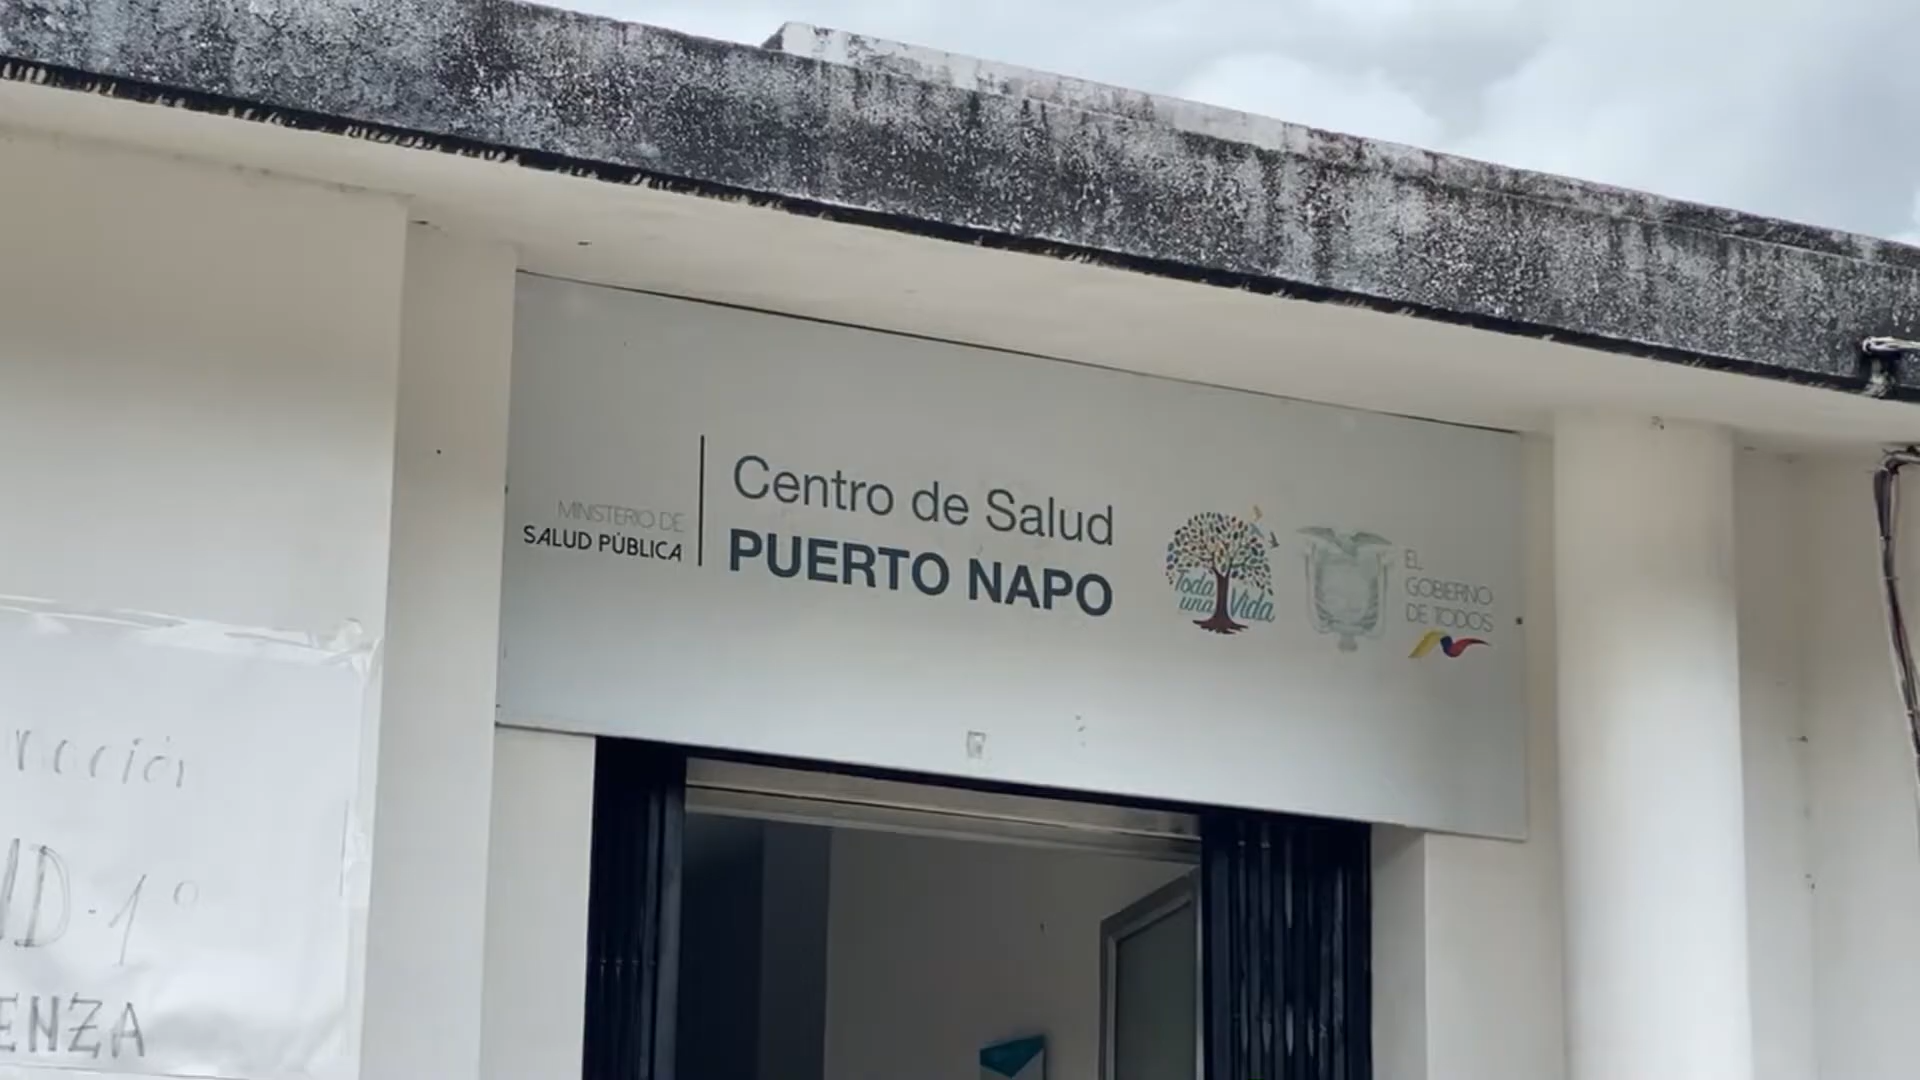 MINISTERIO DE
SALUD PÚBLICA
Centro de Salud
PUERTO NAPO
Toda
una Vida
EL
GOBIERNO
DE TODOS
ENZA